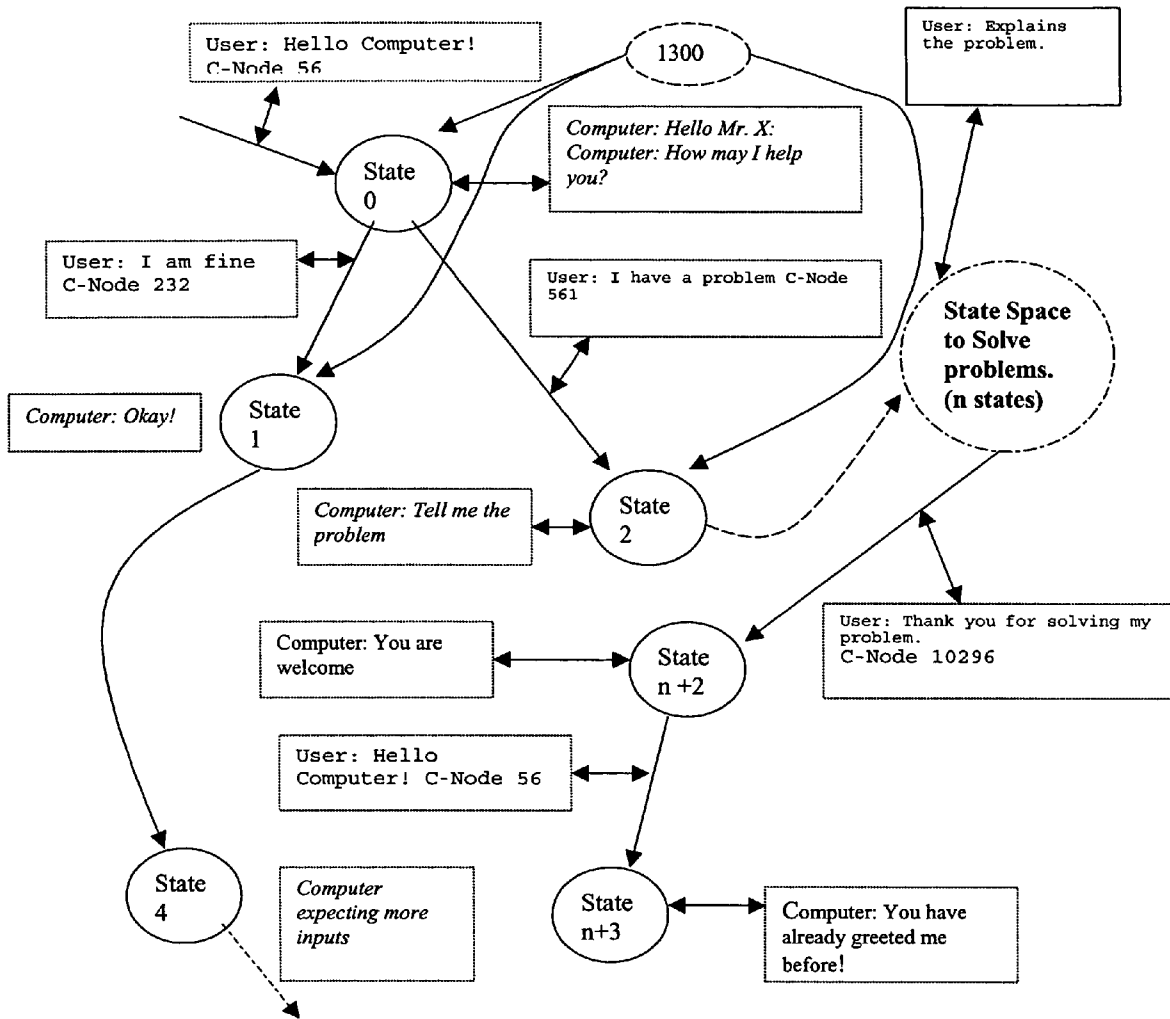 User: Hello Computer!
C-Node 56
1300
User: Explains
the problem.
Computer: Hello Mr. X:
Computer: How may I help
you?
State
0
User: I am fine
C-Node 232
User: I have a problem C-Node
561
State Space
to Solve
problems.
(n states)
Computer: Okay!
State
1
Computer: Tell me the
problem
State
2
User: Thank you for solving my
problem.
C-Node 10296
Computer: You are
welcome
State
n +2
User: Hello
Computer! C-Node 56
State
4
Computer
expecting more
inputs
State
n+3
Computer: You have
already greeted me
before!